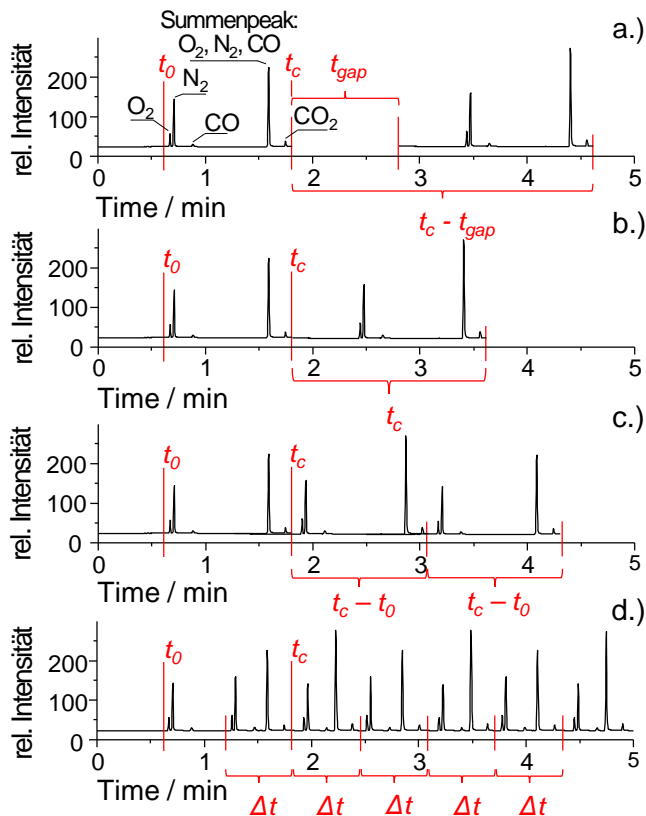 Summenpeak:
O2, N2, CO
a.)
t0
tc
tgap
N2
O2
CO
CO2
rel. Intensität
200
100
0
0 1 2 3 4 5
Time / min
tc - tgap
b.)
t0
tc
rel. Intensität
200
100
0
0 1 2 3 4 5
Time / min
tc
c.)
t0
tc
rel. Intensität
200
100
0
0 1 2 3 4 5
Time / min
tc – t0
tc – t0
d.)
t0
tc
rel. Intensität
200
100
0
0 1 2 3 4 5
Time / min
Δt Δt Δt Δt Δt